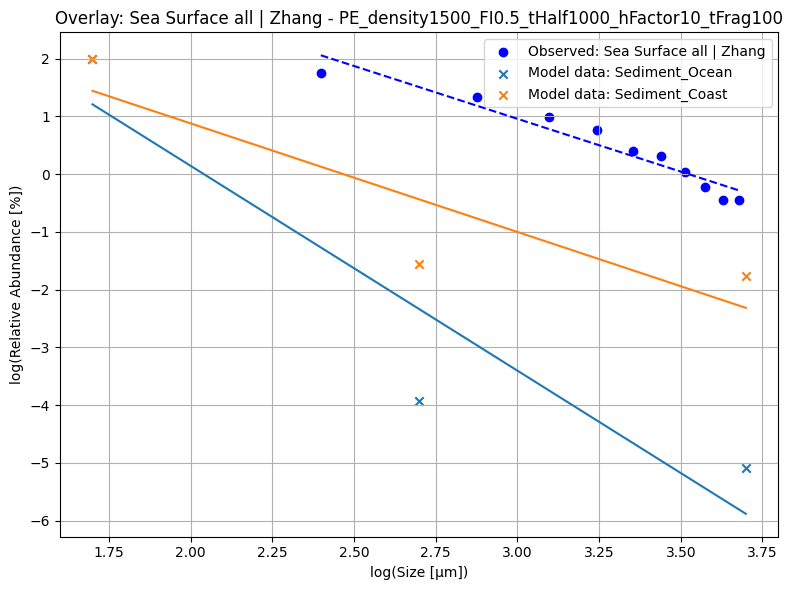 Overlay: Sea Surface all | Zhang - PE_density1500_FI0.5_tHalf1000_hFactor10_tFrag100
Observed: Sea Surface all | Zhang
Model data: Sediment_Ocean
Model data: Sediment_Coast
log(Relative Abundance [%])
2
1
0
−1
−2
−3
−4
−5
−6
1.75 2.00 2.25 2.50 2.75 3.00 3.25 3.50 3.75
log(Size [μm])